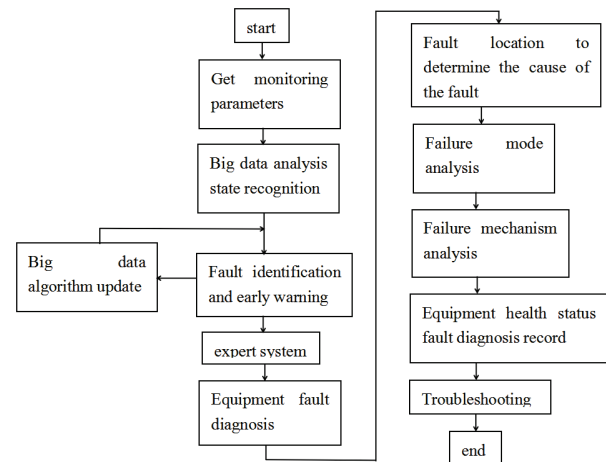 start
Get monitoring
parameters
Big data analysis
state recognition
Big data
algorithm update
Fault identification
and early warning
expert system
Equipment fault
diagnosis
Fault location to
determine the cause of
the fault
Failure mode
analysis
Failure mechanism
analysis
Equipment health status
fault diagnosis record
Troubleshooting
end